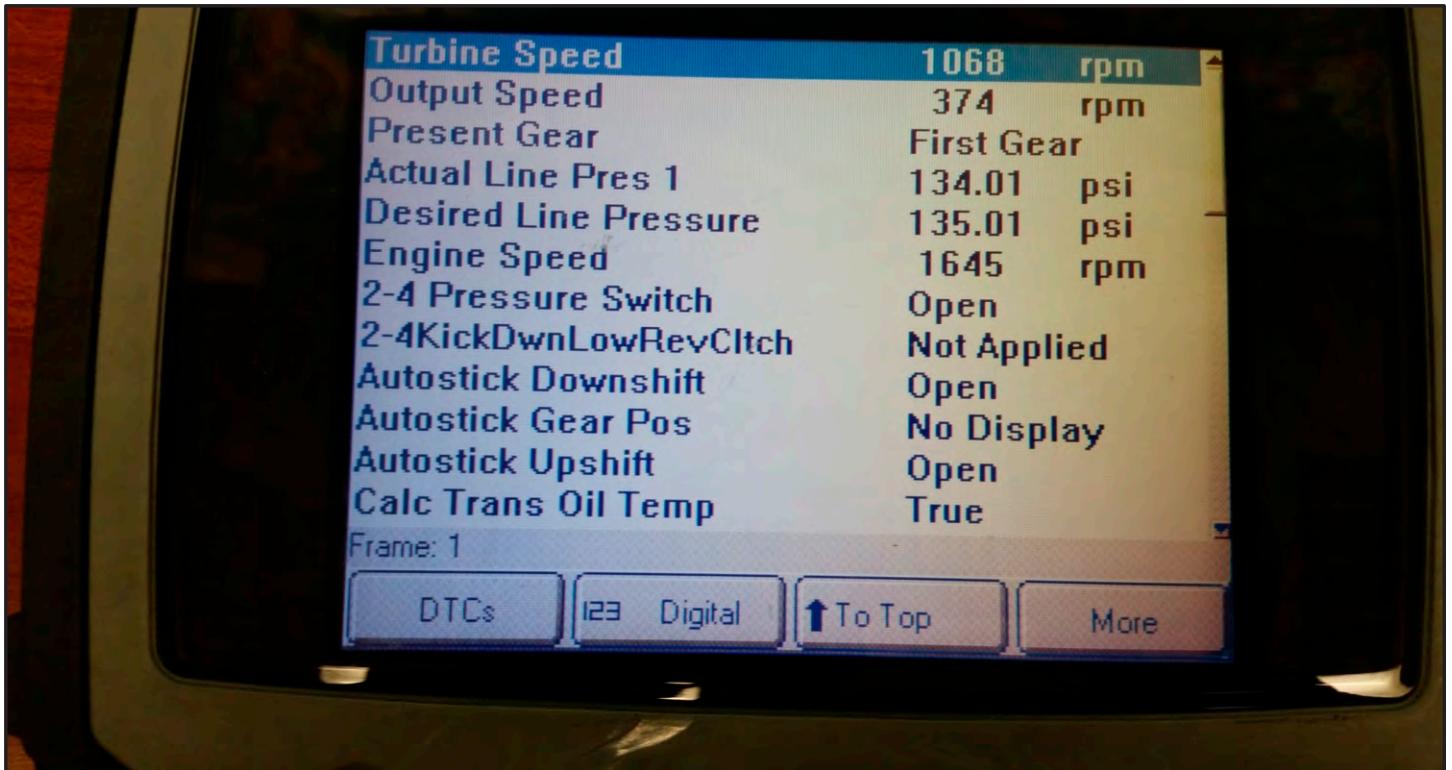 Turbine Speed 1068 rpm
Output Speed 374 rpm
Present Gear First Gear
Actual Line Pres 1 134.01 psi
Desired Line Pressure 135.01 psi
Engine Speed 1645 rpm
2-4 Pressure Switch Open
2-4KickDwnLowRevCltch Not Applied
Autostick Downshift Open
Autostick Gear Pos No Display
Autostick Upshift Open
Calc Trans Oil Temp True
Frame: 1
DTCs 123 Digital To Top More